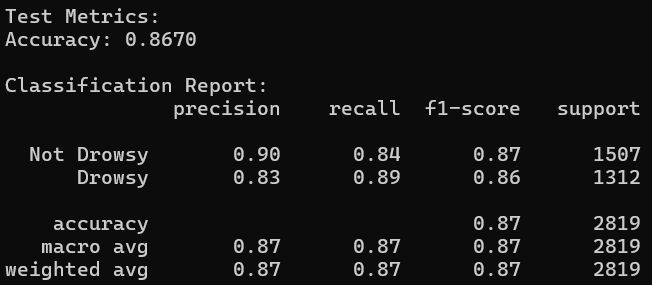 Test Metrics:
Accuracy: 0.8670
Classification Report:
precision recall f1-score support
Not Drowsy 0.90 0.84 0.87 1507
Drowsy 0.83 0.89 0.86 1312
accuracy 0.87 2819
macro avg 0.87 0.87 0.87 2819
weighted avg 0.87 0.87 0.87 2819